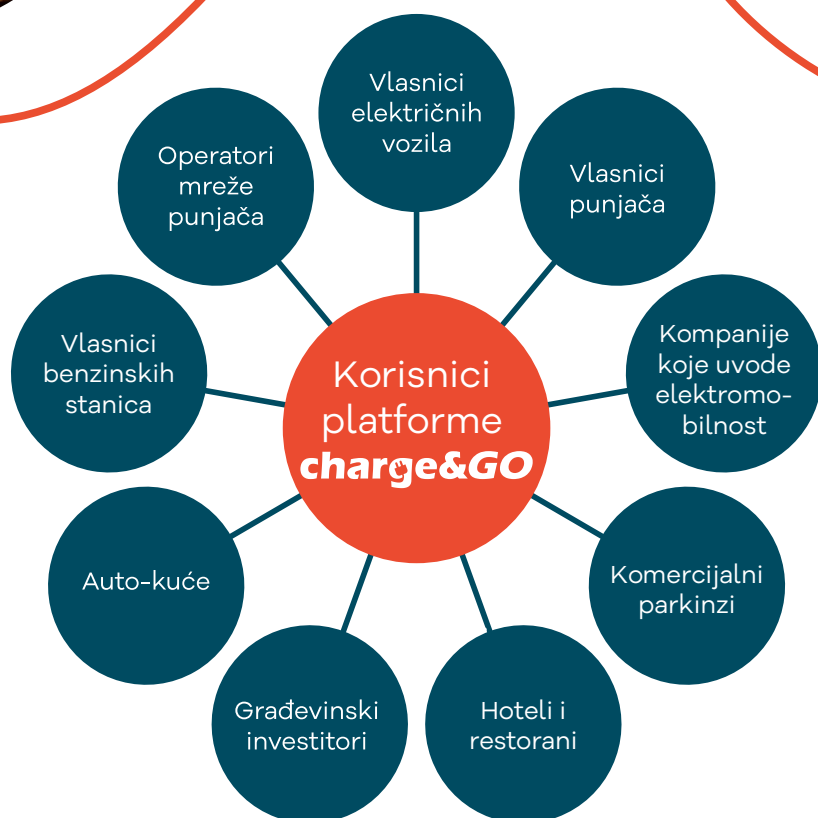 Vlasnici
električnih
vozila
Operatori
mreže
punjača
Vlasnici
punjača
Vlasnici
benzinskih
stanica
Korisnici
platforme
charge&GO
Kompanije
koje uvode
elektromo-
bilnost
Auto-kuće
Komercijalni
parkinzi
Građevinski
investitori
Hoteli i
restorani